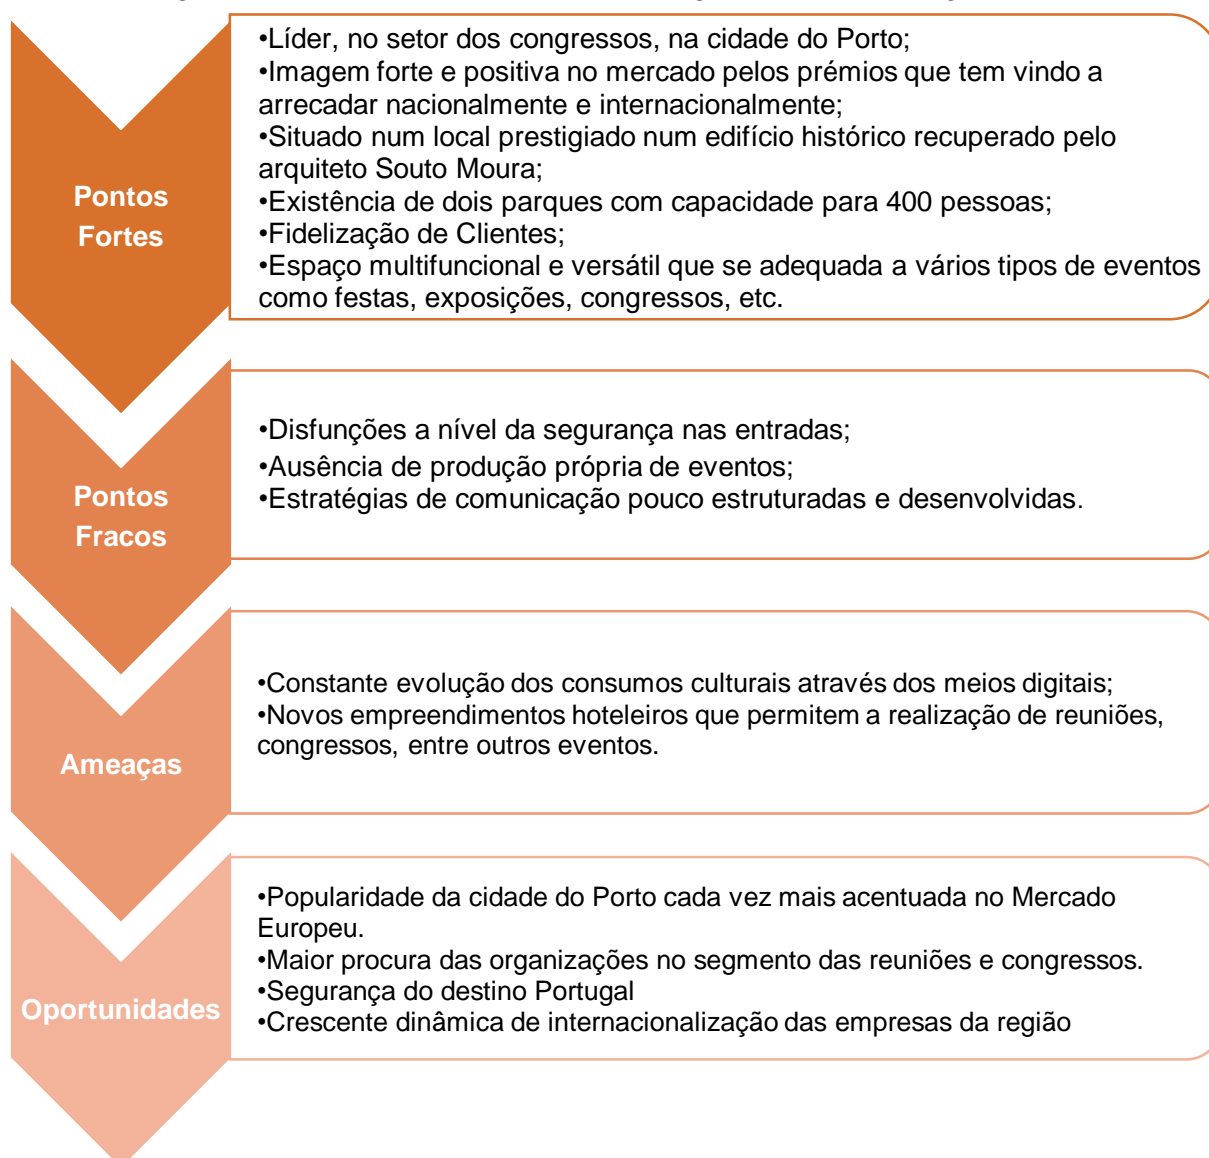 Pontos
Fortes
•Líder, no setor dos congressos, na cidade do Porto;
•Imagem forte e positiva no mercado pelos prémios que tem vindo a
arrecadar nacionalmente e internacionalmente;
•Situado num local prestigiado num edifício histórico recuperado pelo
arquiteto Souto Moura;
•Existência de dois parques com capacidade para 400 pessoas;
•Fidelização de Clientes;
•Espaço multifuncional e versátil que se adequada a vários tipos de eventos
como festas, exposições, congressos, etc.
Pontos
Fracos
•Disfunções a nível da segurança nas entradas;
•Ausência de produção própria de eventos;
•Estratégias de comunicação pouco estruturadas e desenvolvidas.
Ameaças
•Constante evolução dos consumos culturais através dos meios digitais;
•Novos empreendimentos hoteleiros que permitem a realização de reuniões,
congressos, entre outros eventos.
Oportunidades
•Popularidade da cidade do Porto cada vez mais acentuada no Mercado
Europeu.
•Maior procura das organizações no segmento das reuniões e congressos.
•Segurança do destino Portugal
•Crescente dinâmica de internacionalização das empresas da região